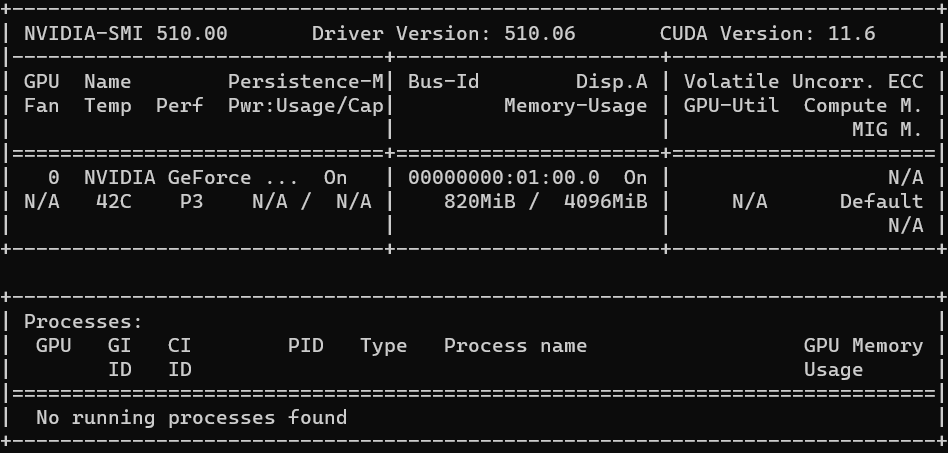 +-----------------------------------------------------------------------------+
| NVIDIA-SMI 510.00       Driver Version: 510.06       CUDA Version: 11.6     |
|-------------------------------+----------------------+----------------------+
| GPU  Name        Persistence-M| Bus-Id        Disp.A | Volatile Uncorr. ECC |
| Fan  Temp  Perf  Pwr:Usage/Cap|         Memory-Usage | GPU-Util  Compute M. |
|                               |                      |               MIG M. |
|===============================+======================+======================|
|   0  NVIDIA GeForce ...  On   | 00000000:01:00.0  On |                  N/A |
| N/A   42C    P3    N/A /  N/A |    820MiB /  4096MiB |     N/A      Default |
|                               |                      |                  N/A |
+-------------------------------+----------------------+----------------------+

+-----------------------------------------------------------------------------+
| Processes:                                                                  |
|  GPU   GI   CI        PID   Type   Process name                  GPU Memory |
|        ID   ID                                                   Usage      |
|=============================================================================|
|  No running processes found                                                 |
+-----------------------------------------------------------------------------+